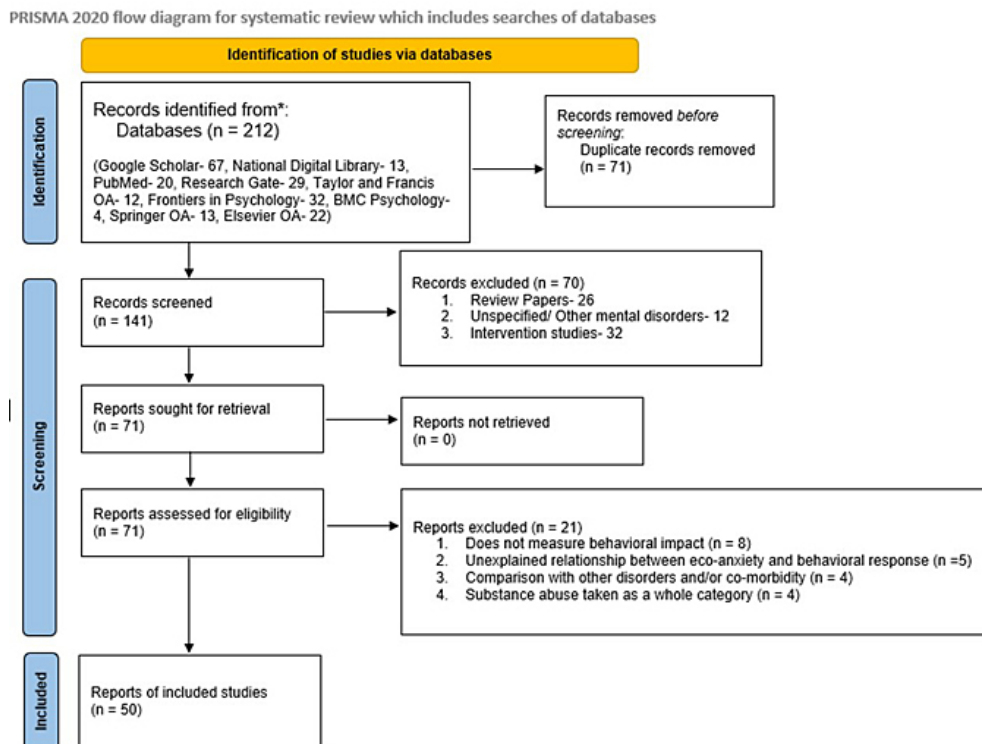 PRISMA 2020 flow diagram for systematic review which includes searches of databases
Identification of studies via databases
Identification
Records identified from*:
Databases (n = 212)
(Google Scholar- 67, National Digital Library- 13,
PubMed- 20, Research Gate- 29, Taylor and Francis
OA- 12, Frontiers in Psychology- 32, BMC Psychology-
4, Springer OA- 13, Elsevier OA- 22)
Records removed before
screening:
Duplicate records removed
(n = 71)
Screening
Records screened
(n = 141)
Records excluded (n = 70)
1. Review Papers- 26
2. Unspecified/ Other mental disorders- 12
3. Intervention studies- 32
Reports sought for retrieval
(n = 71)
Reports not retrieved
(n = 0)
Reports assessed for eligibility
(n = 71)
Reports excluded (n = 21)
1. Does not measure behavioral impact (n = 8)
2. Unexplained relationship between eco-anxiety and behavioral response (n =5)
3. Comparison with other disorders and/or co-morbidity (n = 4)
4. Substance abuse taken as a whole category (n = 4)
Included
Reports of included studies
(n = 50)